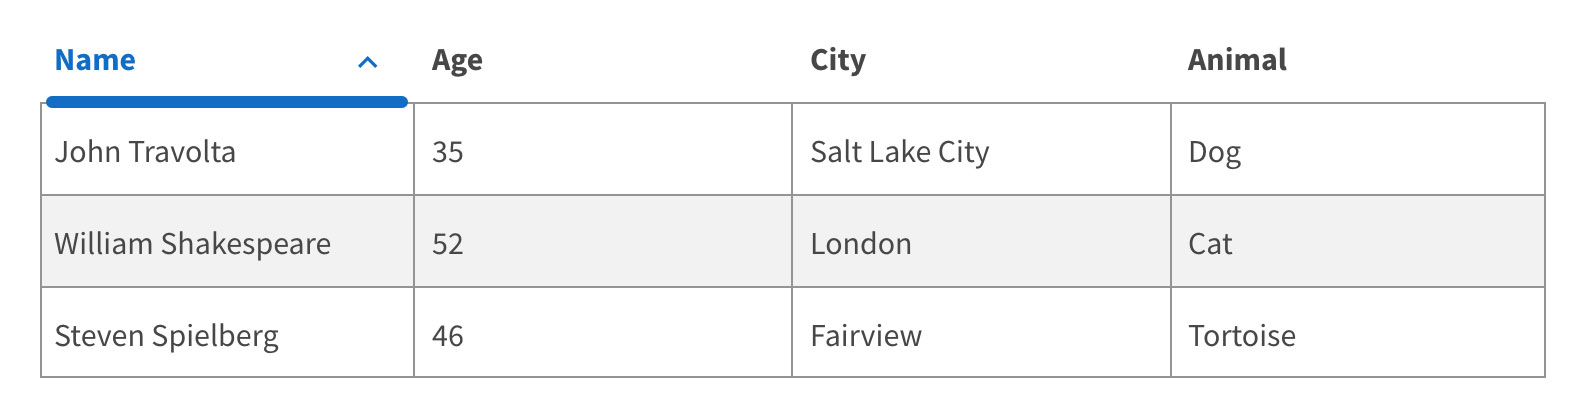 Name Age City Animal
John Travolta 35 Salt Lake City Dog
William Shakespeare 52 London Cat
Steven Spielberg 46 Fairview Tortoise